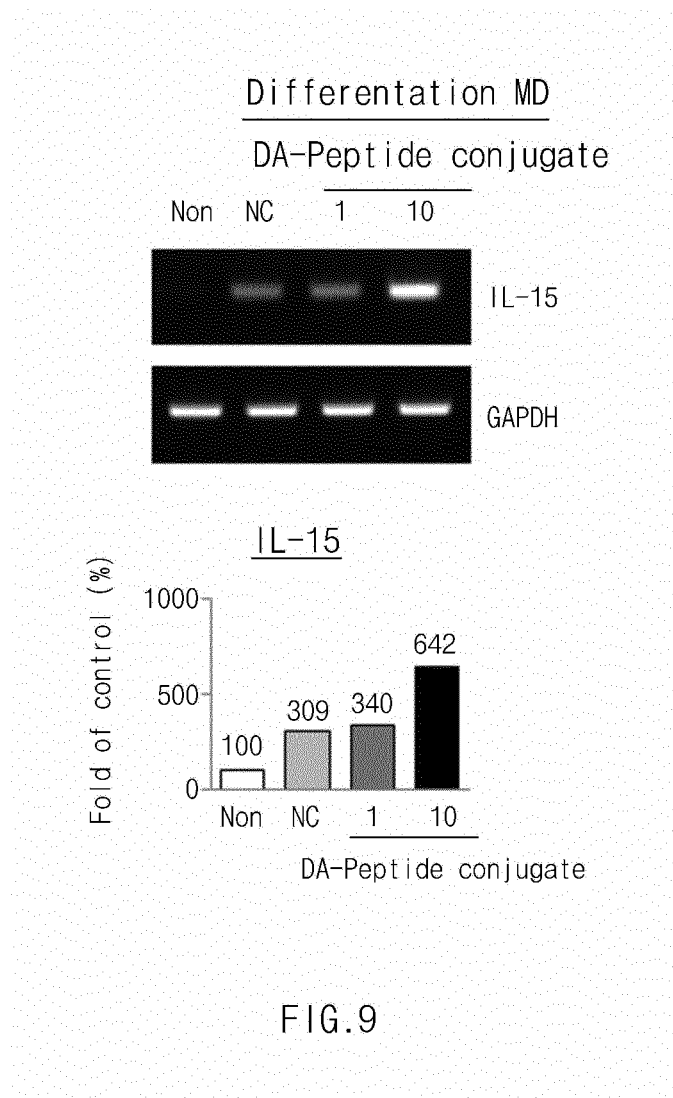 Differentation MD
DA-Peptide conjugate
Non NC 1 10
IL-15
GAPDH
IL-15
Fold of control (%)
1000
500
0
100
309
340
642
Non NC 1 10
DA-Peptide conjugate
FIG.9